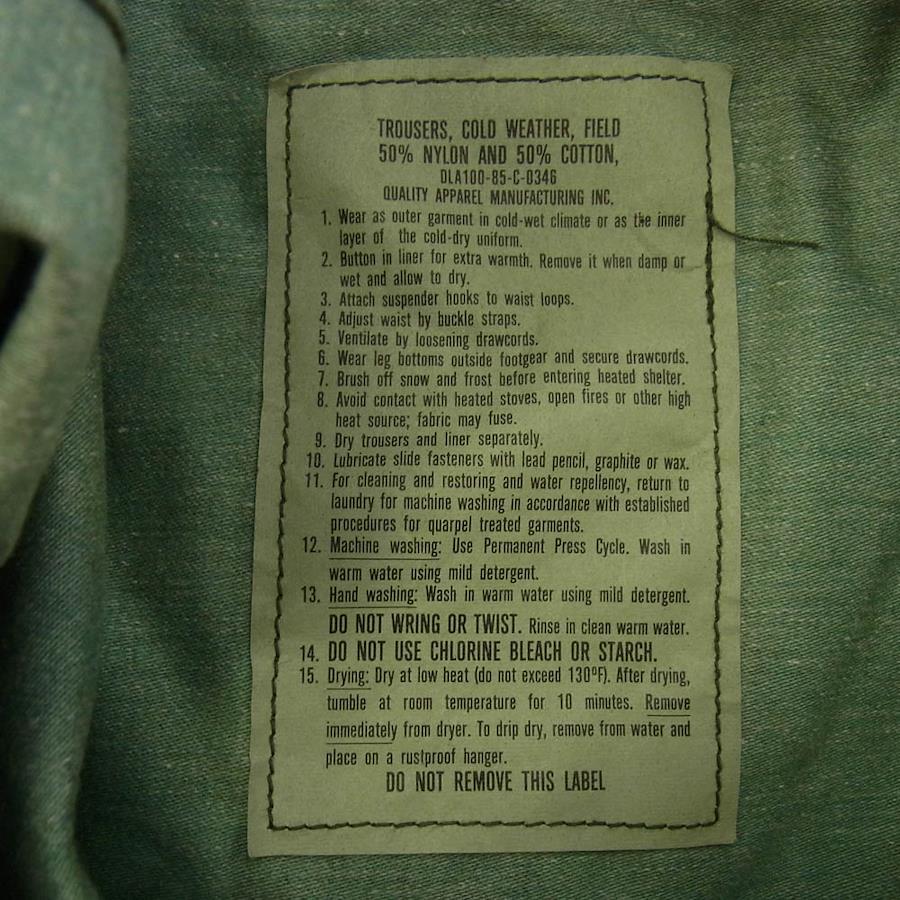 TROUSERS, COLD WEATHER, FIELD
50% NYLON AND 50% COTTON,
DLA100-85-C-0346
QUALITY APPAREL MANUFACTURING INC.
1. Wear as outer garment in cold-wet climate or as the inner
layer of the cold-dry uniform.
2. Button in liner for extra warmth. Remove it when damp or
wet and allow to dry.
3. Attach suspender hooks to waist loops.
4. Adjust waist by buckle straps.
5. Ventilate by loosening drawcords.
6. Wear leg bottoms outside footgear and secure drawcords.
7. Brush off snow and frost before entering heated shelter.
8. Avoid contact with heated stoves, open fires or other high
heat source; fabric may fuse.
9. Dry trousers and liner separately.
10. Lubricate slide fasteners with lead pencil, graphite or wax.
11. For cleaning and restoring and water repellency, return to
laundry for machine washing in accordance with established
procedures for quarpel treated garments.
12. Machine washing: Use Permanent Press Cycle. Wash in
warm water using mild detergent.
13. Hand washing: Wash in warm water using mild detergent.
DO NOT WRING OR TWIST. Rinse in clean warm water.
14. DO NOT USE CHLORINE BLEACH OR STARCH.
15. Drying: Dry at low heat (do not exceed 130ºF). After drying,
tumble at room temperature for 10 minutes. Remove
immediately from dryer. To drip dry, remove from water and
place on a rustproof hanger.
DO NOT REMOVE THIS LABEL